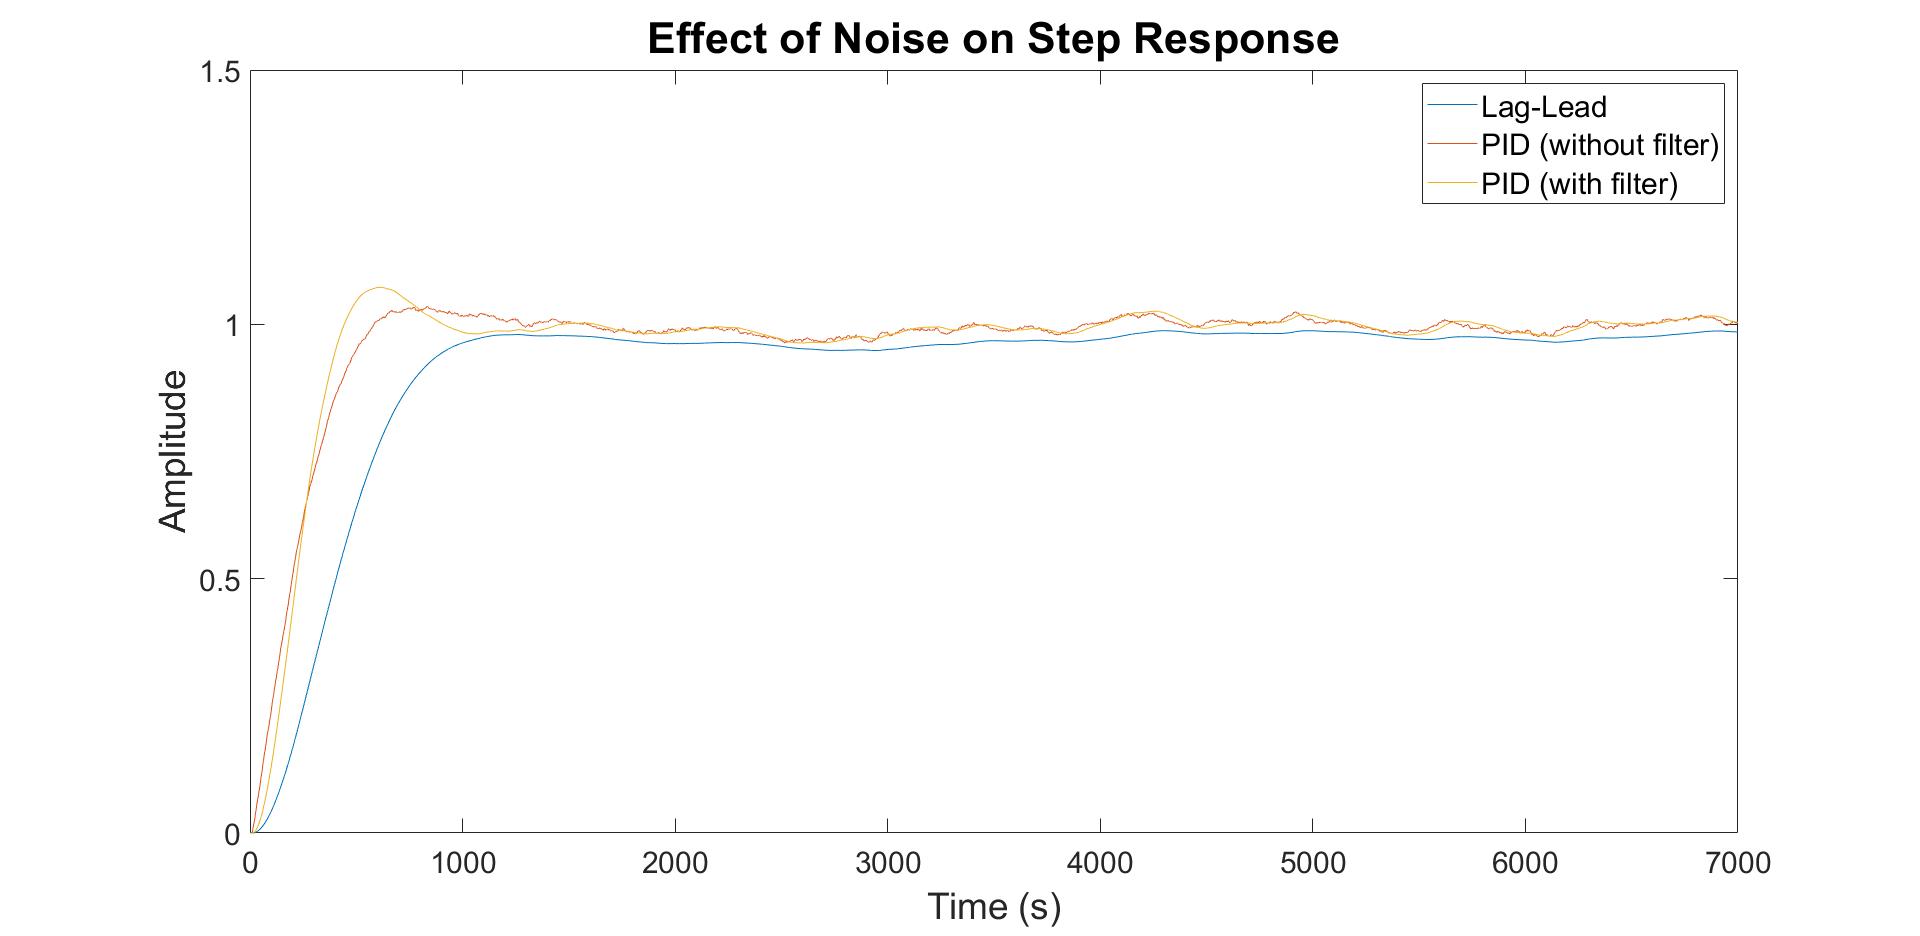 Effect of Noise on Step Response
1.5
1
0.5
0
Amplitude
Lag-Lead
PID (without filter)
PID (with filter)
0 1000 2000 3000 4000 5000 6000 7000
Time (s)